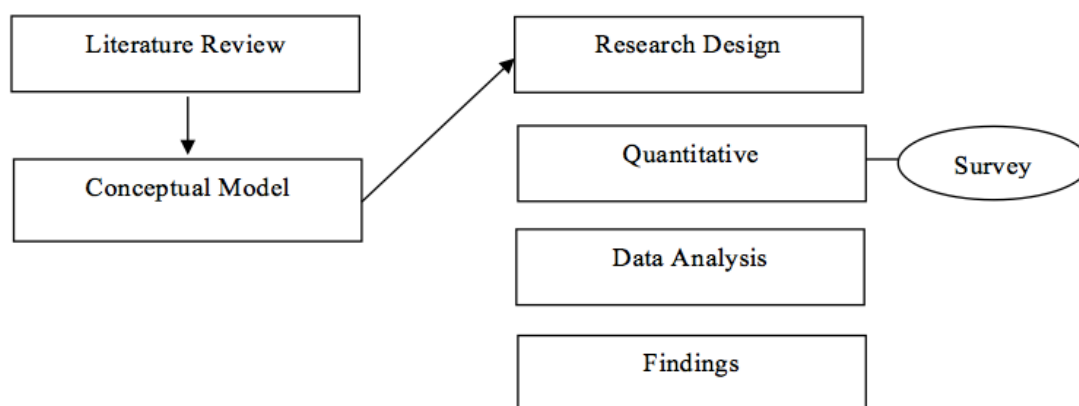 Literature Review
Conceptual Model
Research Design
Quantitative
Survey
Data Analysis
Findings